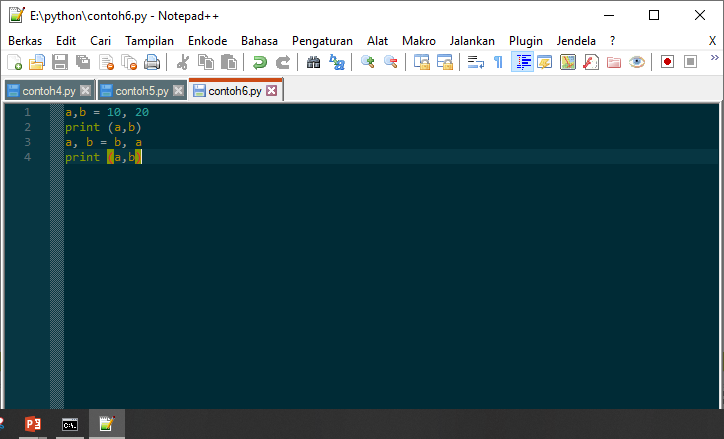 E:\python\contoh6.py - Notepad++
Berkas Edit Cari Tampilan Enkode Bahasa Pengaturan Alat Makro Jalankan Plugin Jendela ? X
contoh4.py contoh5.py contoh6.py
1 a,b = 10, 20
2 print (a,b)
3 a, b = b, a
4 print (a,b)